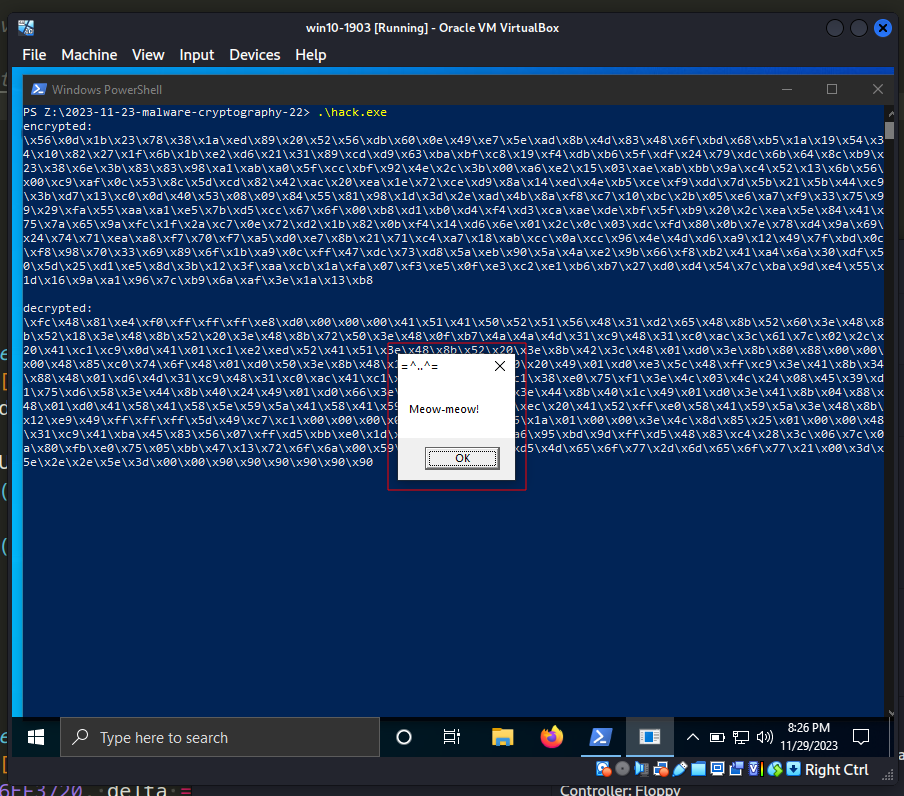 win10-1903 [Running] - Oracle VM VirtualBox
File Machine View Input Devices Help
Windows PowerShell
PS Z:\2023-11-23-malware-cryptography-22> .\hack.exe
encrypted:
\x56\x0d\x1b\x23\x78\x38\x1a\xed\x89\x20\x52\x56\xdb\x60\x0e\x49\xe7\x5e\xad\x8b\x4d\x83\x48\x6f\xbd\x68\xb5\x1a\x19\x54\x3
4\x10\x82\x27\x1f\x6b\x1b\xe2\xd6\x21\x31\x89\xcd\xd9\x63\xba\xbf\xc8\x19\xf4\xdb\xb6\x5f\xdf\x24\x79\xdc\x6b\x64\x8c\xb9\x
23\x38\x6e\x3b\x83\x83\x98\xa1\xab\xa0\x5f\xcc\xbf\x92\x4e\x2c\x3b\x00\xa6\xe2\x15\x03\xae\xab\xbb\x9a\xc4\x52\x13\x6b\x56\
x00\xc9\xaf\x0c\x53\x8c\x5d\xcd\x82\x42\xac\x20\xea\x1e\x72\xce\xd9\x8a\x14\xed\x4e\xb5\xce\xf9\xdd\x7d\x5b\x21\x5b\x44\xc9
\x3b\xd7\x13\xc0\x0d\x40\x53\x08\x09\x84\x55\x81\x98\x1d\x3d\x2e\xad\x4b\x8a\xf8\xc7\x10\xbc\x2b\x05\xe6\xa7\xf9\x33\x75\x9
9\x29\xfa\x55\xaa\xa1\xe5\x7b\xd5\xcc\x67\x6f\x00\xb8\xd1\xb0\xd4\xf4\xd3\xca\xae\xde\xbf\x5f\xb9\x20\x2c\xea\x5e\x84\x41\x
75\x7a\x65\x9a\xfc\x1f\x2a\xc7\x0e\x72\xd2\x1b\x82\x0b\xf4\x14\xd6\x6e\x01\x2c\x0c\x03\xdc\xfd\x80\x0b\x7e\x78\xd4\x9a\x69\
x24\x74\x71\xea\xa8\xf7\x70\xf7\xa5\xd0\xe7\x8b\x21\x71\xc4\xa7\x18\xab\xcc\x0a\xcc\x96\x4e\x4d\xd6\xa9\x12\x49\x7f\xbd\x0c
\xf8\x98\x70\x33\x69\x89\x6f\x1b\xa9\x0c\xff\x47\xdc\x73\xd8\x5a\xeb\x90\x5a\x4a\xe2\x9b\x66\xf8\xb2\x41\xa4\x6a\x30\xdf\x5
0\x5d\x25\xd1\xe5\x8d\x3b\x12\x3f\xaa\xcb\x1a\xfa\x07\xf3\xe5\x0f\xe3\xc2\xe1\xb6\xb7\x27\xd0\xd4\x54\x7c\xba\x9d\xe4\x55\x
1d\x16\x9a\xa1\x96\x7c\xb9\x6a\xaf\x3e\x1a\x13\xb8
decrypted:
\xfc\x48\x81\xe4\xf0\xff\xff\xff\xe8\xd0\x00\x00\x00\x41\x51\x41\x50\x52\x51\x56\x48\x31\xd2\x65\x48\x8b\x52\x60\x3e\x48\x8
b\x52\x18\x3e\x48\x8b\x52\x20\x3e\x48\x8b\x72\x50\x3e\x48\x0f\xb7\x4a\x4a\x4d\x31\xc9\x48\x31\xc0\xac\x3c\x61\x7c\x02\x2c\x
20\x41\xc1\xc9\x0d\x41\x01\xc1\xe2\xed\x52\x41\x51\x3e\x48\x8b\x52\x20\x3e\x8b\x42\x3c\x48\x01\xd0\x3e\x8b\x80\x88\x00\x00\
x00\x48\x85\xc0\x74\x6f\x48\x01\xd0\x50\x3e\x8b\x48\x \x20\x49\x01\xd0\xe3\x5c\x48\xff\xc9\x3e\x41\x8b\x34
\x88\x48\x01\xd6\x4d\x31\xc9\x48\x31\xc0\xac\x41\xc1 \xc1\x38\xe0\x75\xf1\x3e\x4c\x03\x4c\x24\x08\x45\x39\xd
1\x75\xd6\x58\x3e\x44\x8b\x40\x24\x49\x01\xd0\x66\x3e \x3e\x44\x8b\x40\x1c\x49\x01\xd0\x3e\x41\x8b\x04\x88\x
48\x01\xd0\x41\x58\x41\x58\x5e\x59\x5a\x41\x58\x41\x59 \xec\x20\x41\x52\xff\xe0\x58\x41\x59\x5a\x3e\x48\x8b\
x12\xe9\x49\xff\xff\xff\x5d\x49\xc7\xc1\x00\x00\x00\x0 \x1a\x01\x00\x00\x3e\x4c\x8d\x85\x25\x01\x00\x00\x48
\x31\xc9\x41\xba\x45\x83\x56\x07\xff\xd5\xbb\xe0\x1d \xa6\x95\xbd\x9d\xff\xd5\x48\x83\xc4\x28\x3c\x06\x7c\x0
a\x80\xfb\xe0\x75\x05\xbb\x47\x13\x72\x6f\x6a\x00\x59 \xd5\x4d\x65\x6f\x77\x2d\x6d\x65\x6f\x77\x21\x00\x3d\x
5e\x2e\x2e\x5e\x3d\x00\x00\x90\x90\x90\x90\x90\x90\x90
=^..^=
Meow-meow!
OK
Type here to search
8:26 PM
11/29/2023
Right Ctrl
6EF3720, delta =
Controller: Floppy